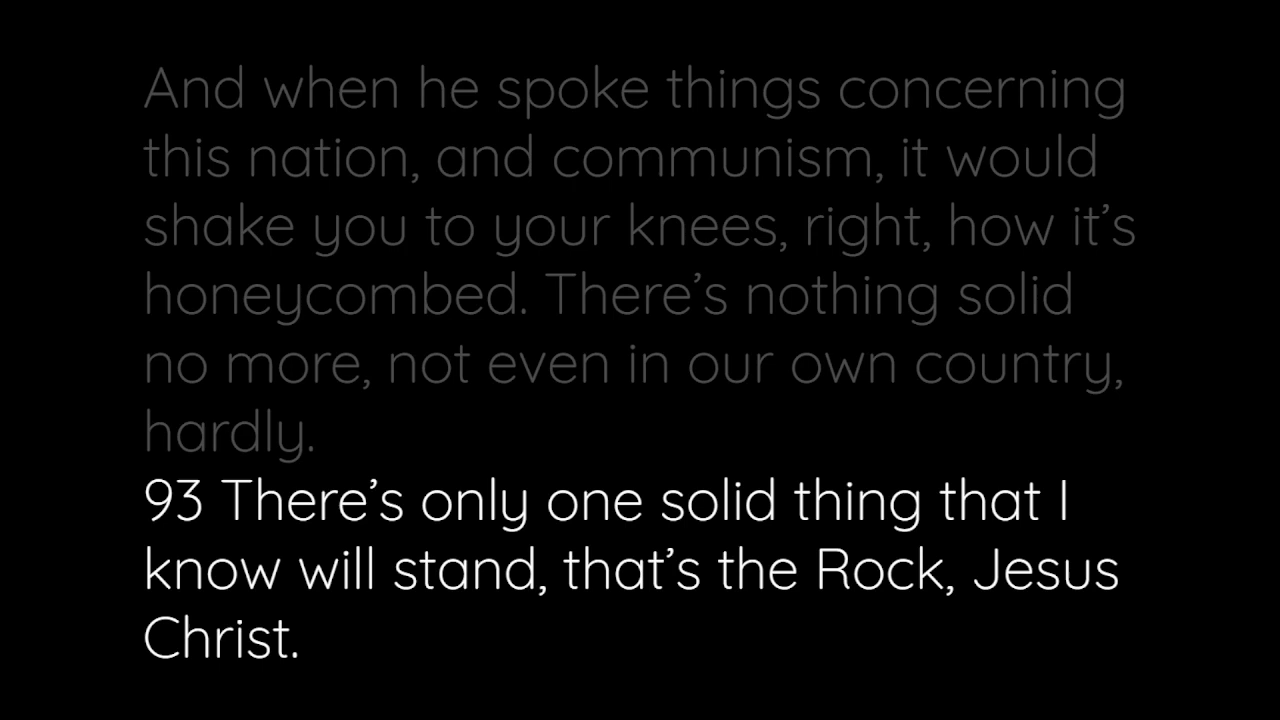 And when he spoke things concerning
this nation, and communism, it would
shake you to your knees, right, how it’s
honeycombed. There’s nothing solid
no more, not even in our own country,
hardly.
93 There’s only one solid thing that I
know will stand, that’s the Rock, Jesus
Christ.